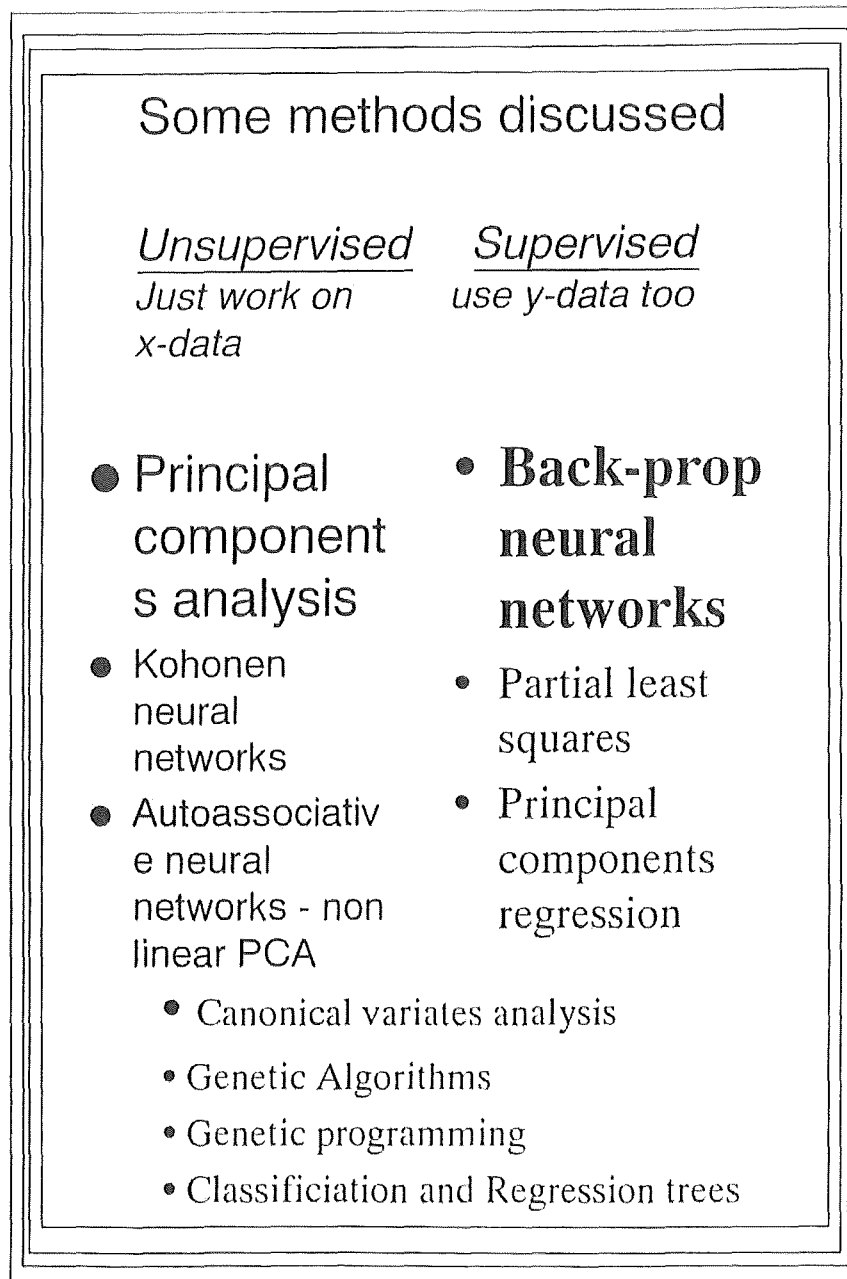 Some methods discussed
Unsupervised
Just work on
x-data
Supervised
use y-data too
● Principal
component
s analysis
● Kohonen
neural
networks
● Autoassociativ
e neural
networks - non
linear PCA
• Back-prop
neural
networks
• Partial least
squares
• Principal
components
regression
• Canonical variates analysis
• Genetic Algorithms
• Genetic programming
• Classificiation and Regression trees